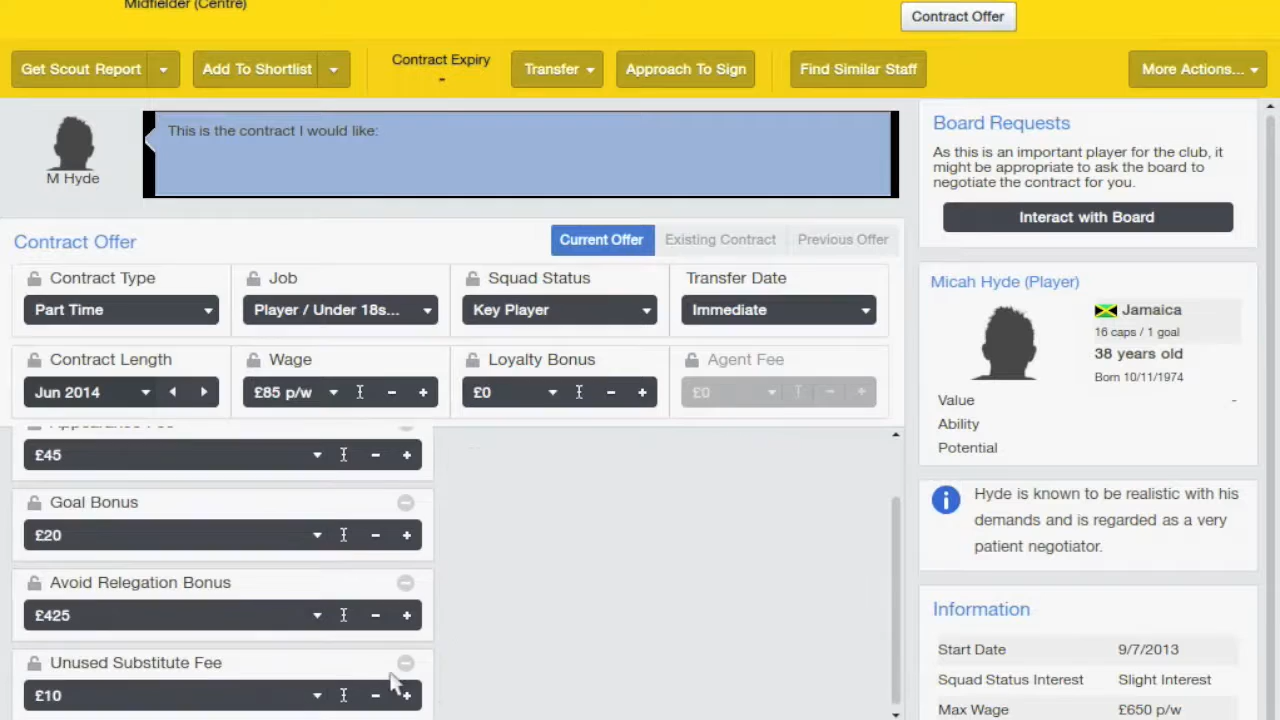 Midfielder (Centre)
Contract Offer
Get Scout Report
Add To Shortlist
Contract Expiry
-
Transfer
Approach To Sign
Find Similar Staff
More Actions...
M Hyde
This is the contract I would like:
Board Requests
As this is an important player for the club, it
might be appropriate to ask the board to
negotiate the contract for you.
Interact with Board
Contract Offer
Current Offer
Existing Contract
Previous Offer
Contract Type
Job
Squad Status
Transfer Date
Part Time
Player / Under 18s...
Key Player
Immediate
Contract Length
Wage
Loyalty Bonus
Agent Fee
Jun 2014
£85 p/w
£0
£0
Appearance Fee
£45
Goal Bonus
£20
Avoid Relegation Bonus
£425
Unused Substitute Fee
£10
Micah Hyde (Player)
Jamaica
16 caps / 1 goal
38 years old
Born 10/11/1974
Value -
Ability
Potential
Hyde is known to be realistic with his
demands and is regarded as a very
patient negotiator.
Information
Start Date 9/7/2013
Squad Status Interest Slight Interest
Max Wage £650 p/w